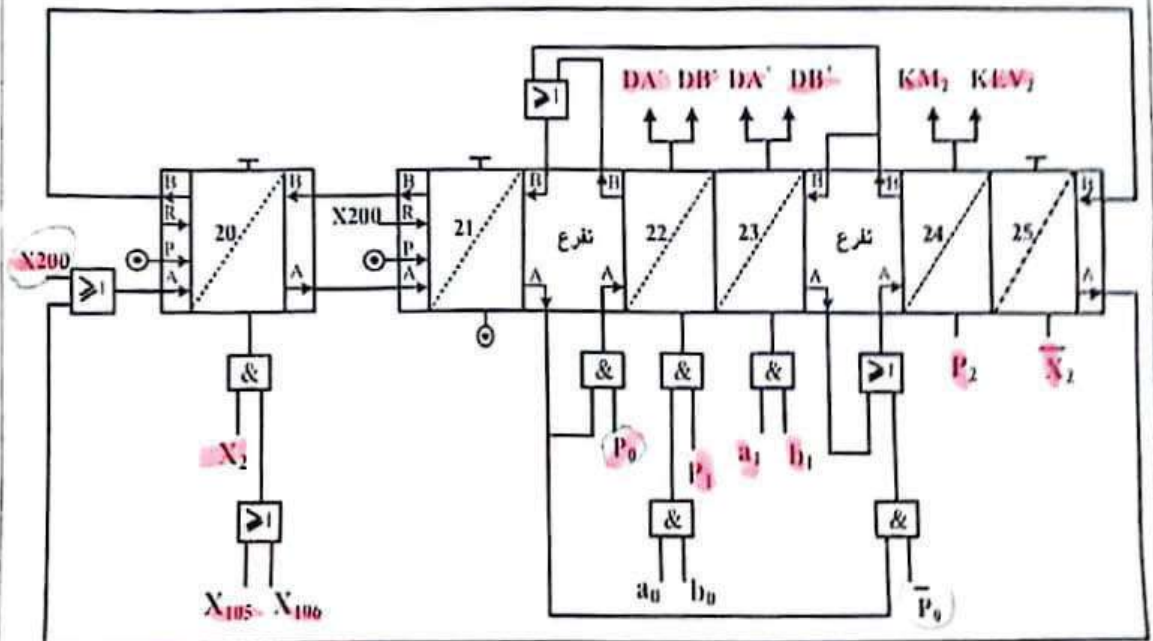 ≥1
DA' DB' DA' DB'
KM₂ KEV₂
B B B B B B B
X200 R 20 R 21 تفرع 22 23 تفرع 24 25
X200
P P
≥1
A A A A A A A A
& & & & ≥1 P₂ X̄₂
X₂ P₀ P₁ a₁ b₁
≥1 & &
X₁₀₅ X₁₀₆ a₀ b₀ P̄₀